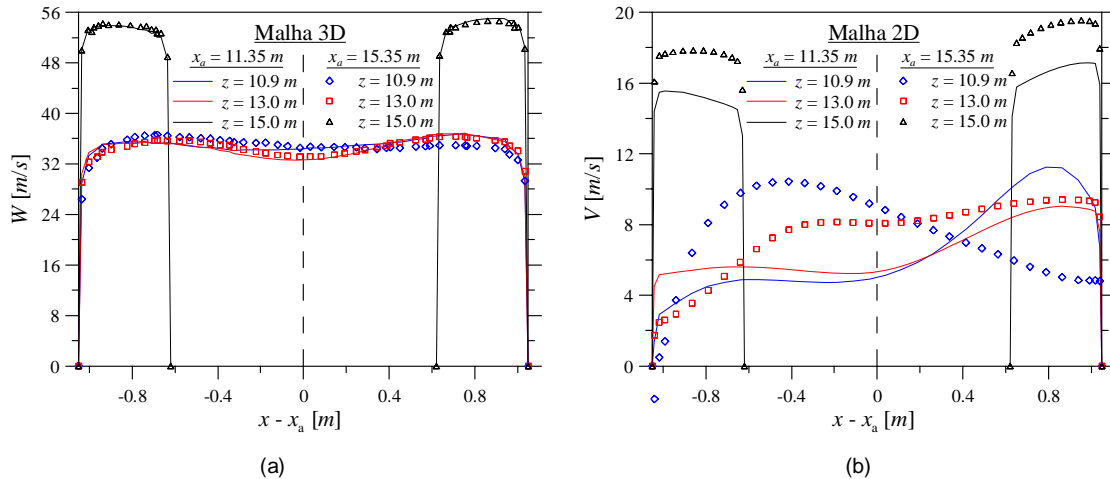 Malha 3D
x_a = 11.35 m x_a = 15.35 m
z = 10.9 m z = 10.9 m
z = 13.0 m z = 13.0 m
z = 15.0 m z = 15.0 m
56
48
40
32
24
16
8
0
W [m/s]
-0.8 -0.4 0 0.4 0.8
x - x_a [m]
(a)
Malha 2D
x_a = 11.35 m x_a = 15.35 m
z = 10.9 m z = 10.9 m
z = 13.0 m z = 13.0 m
z = 15.0 m z = 15.0 m
20
16
12
8
4
0
V [m/s]
-0.8 -0.4 0 0.4 0.8
x - x_a [m]
(b)